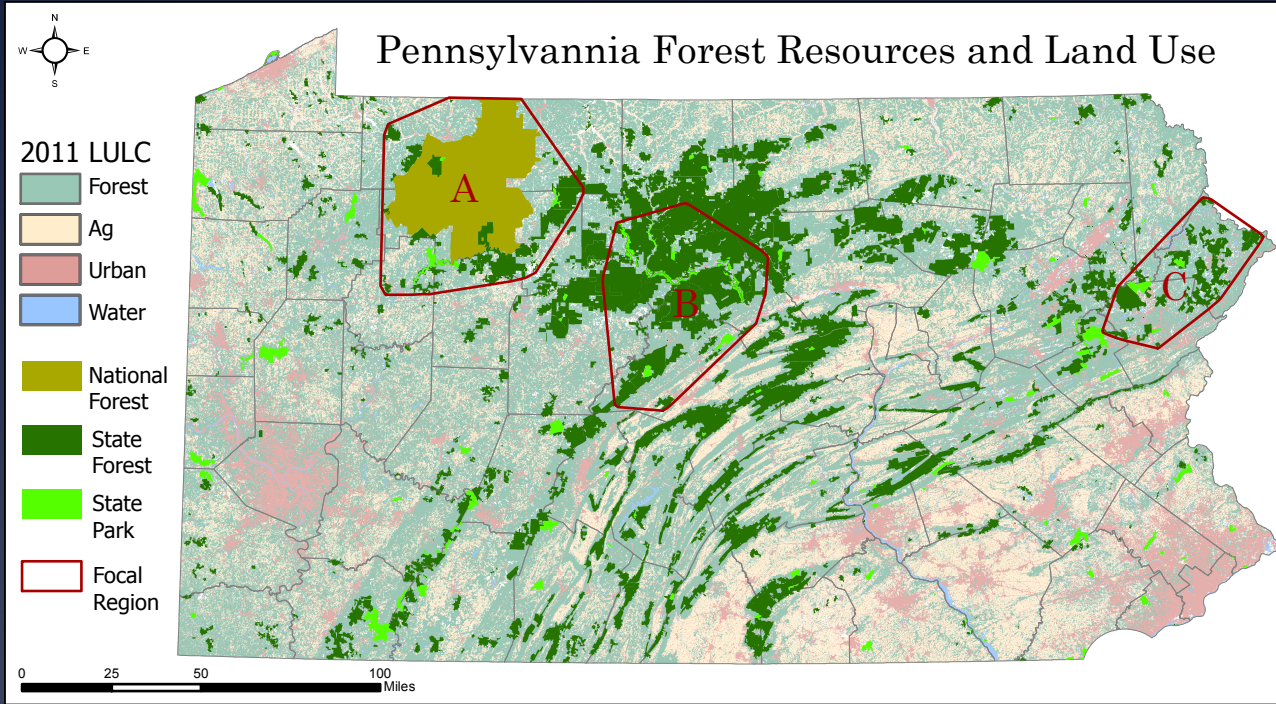 Pennsylvannia Forest Resources and Land Use
N
W E
S
2011 LULC
Forest
Ag
Urban
Water
National
Forest
State
Forest
State
Park
Focal
Region
A
B
C
0 25 50 100
Miles